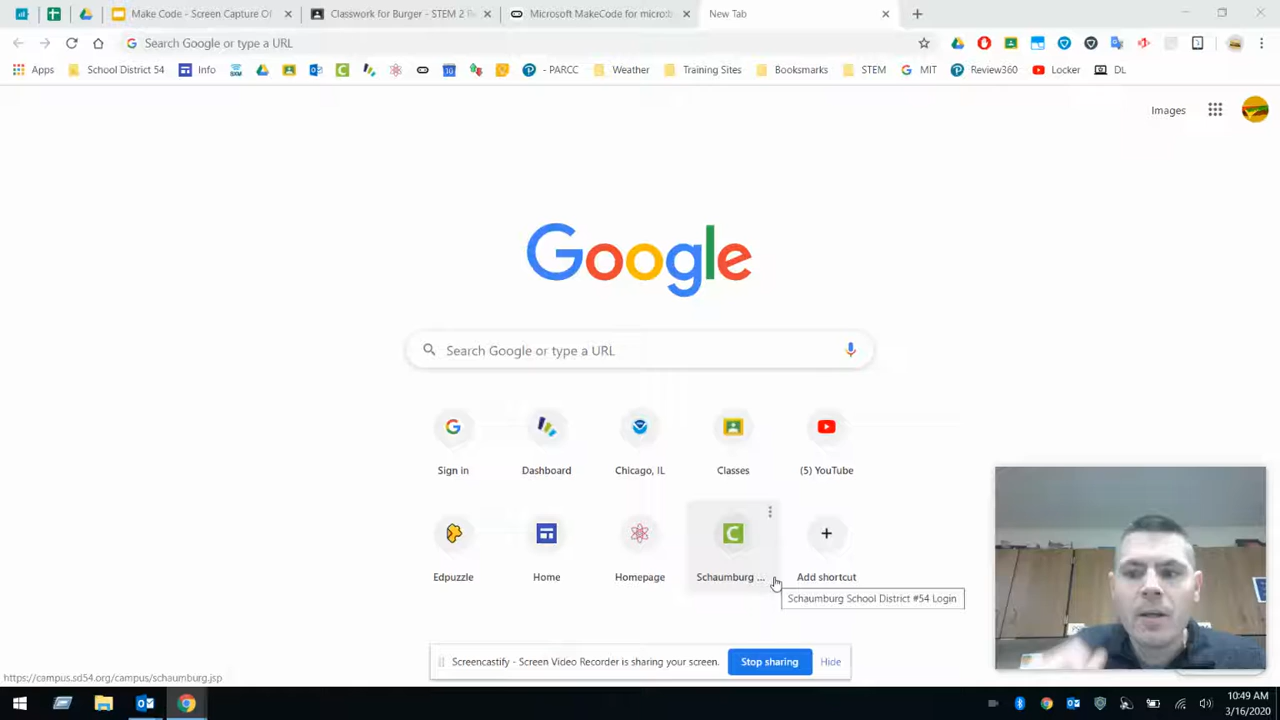 Make Code - Screen Capture Of
Classwork for Burger - STEM 2
Microsoft MakeCode for micro:b
New Tab
Search Google or type a URL
Apps
School District 54
Info
- PARCC
Weather
Training Sites
Booksmarks
STEM
MIT
Review360
Locker
DL
Images
Google
Search Google or type a URL
Sign in
Dashboard
Chicago, IL
Classes
(5) YouTube
Edpuzzle
Home
Homepage
Schaumburg ...
Add shortcut
Schaumburg School District #54 Login
Screencastify - Screen Video Recorder is sharing your screen.
Stop sharing
Hide
https://campus.sd54.org/campus/schaumburg.jsp
10:49 AM
3/16/2020